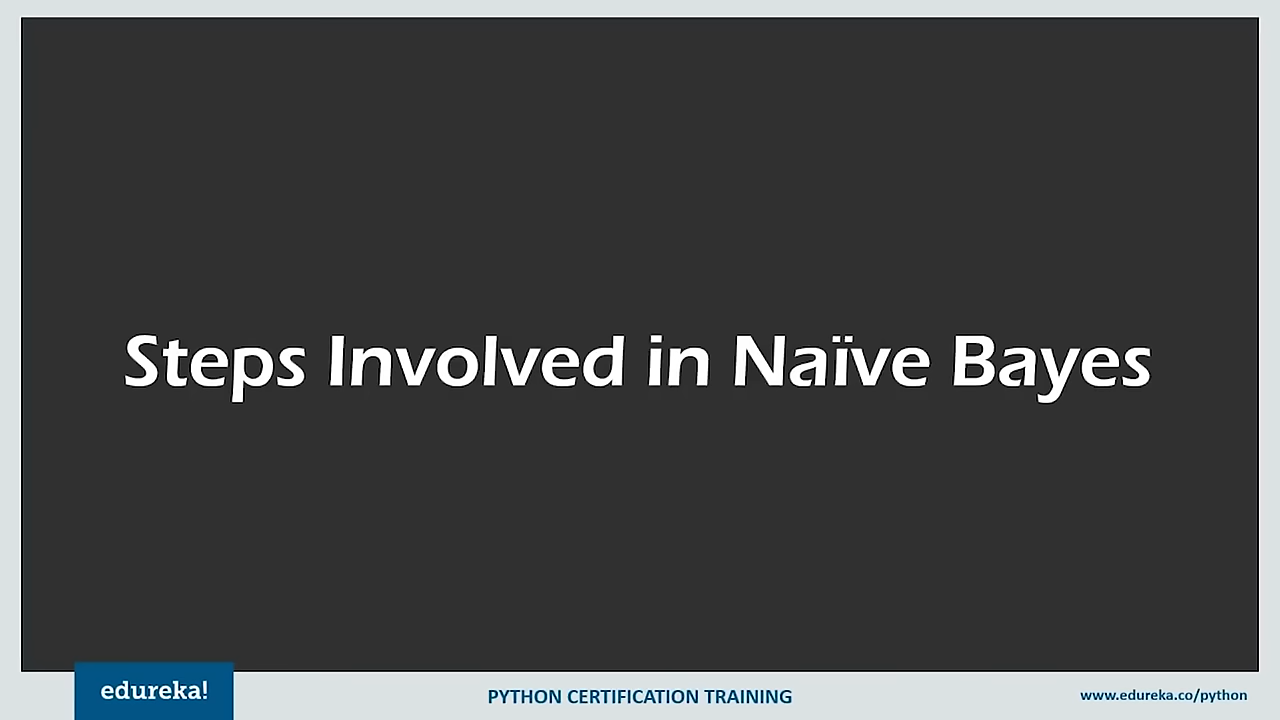 Steps Involved in Naïve Bayes
edureka!
PYTHON CERTIFICATION TRAINING
www.edureka.co/python